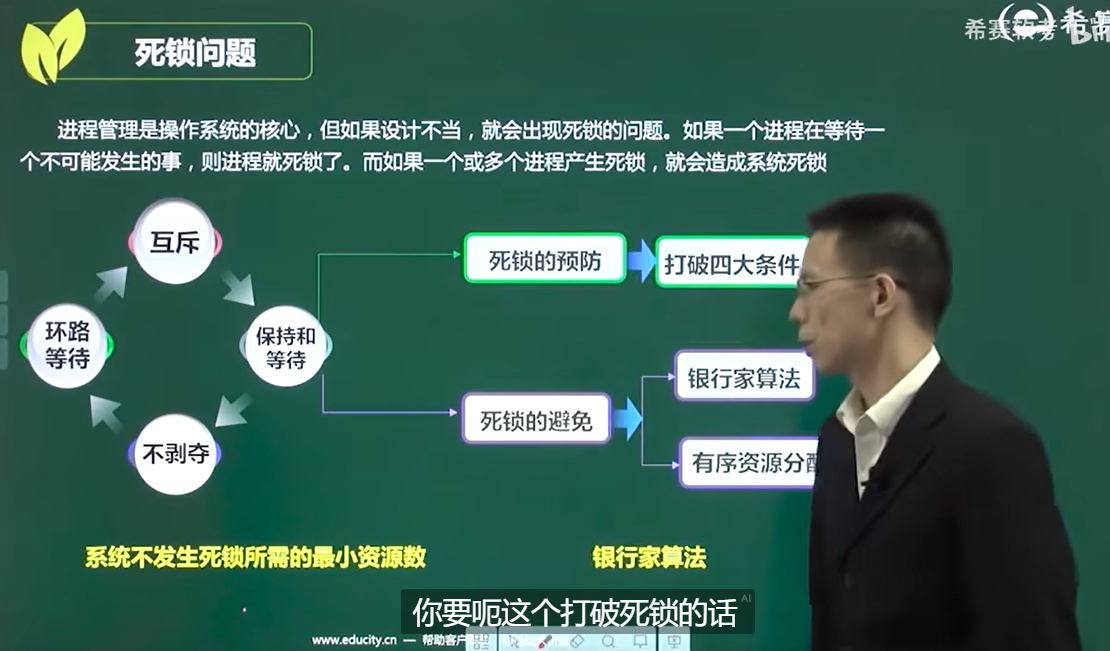 死锁问题
希赛软考
进程管理是操作系统的核心，但如果设计不当，就会出现死锁的问题。如果一个进程在等待一
个不可能发生的事，则进程就死锁了。而如果一个或多个进程产生死锁，就会造成系统死锁
互斥
环路
等待
保持和
等待
不剥夺
死锁的预防
打破四大条件
死锁的避免
银行家算法
有序资源分配
系统不发生死锁所需的最小资源数
银行家算法
你要呃这个打破死锁的话
AI
www.educity.cn — 帮助客户